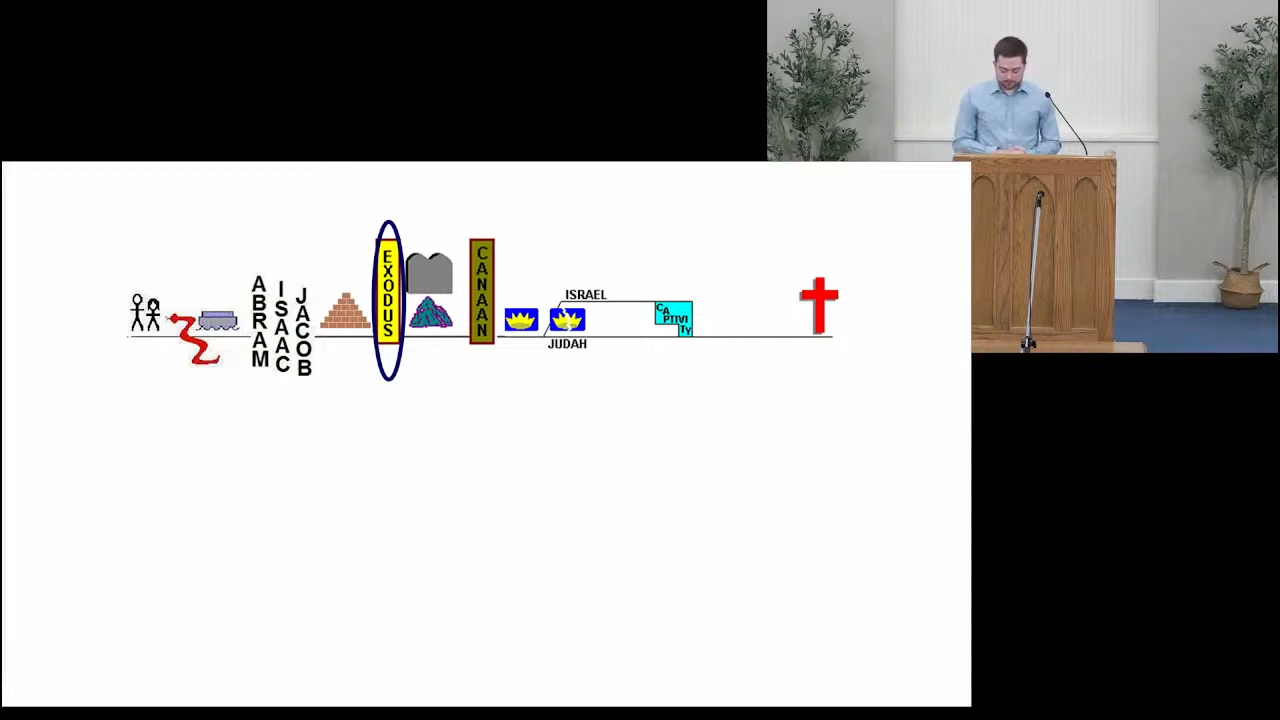 ABRAM
ISAAC
JACOB
EXODUS
CANAAN
ISRAEL
JUDAH
CAPTIVITY